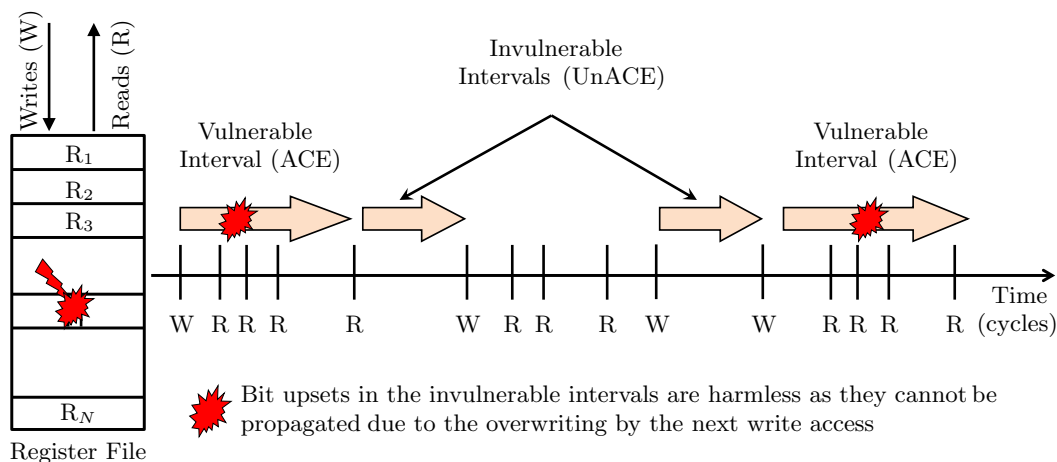 Writes (W)
Reads (R)
R1
R2
R3
RN
Register File
Vulnerable
Interval (ACE)
Invulnerable
Intervals (UnACE)
Vulnerable
Interval (ACE)
W R R R R W R R R W W R R R R
Time
(cycles)
Bit upsets in the invulnerable intervals are harmless as they cannot be
propagated due to the overwriting by the next write access